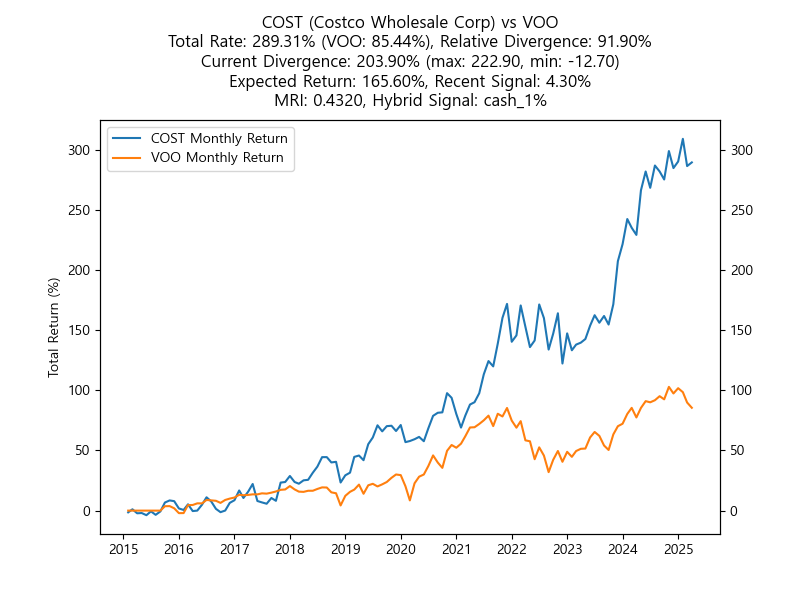 COST (Costco Wholesale Corp) vs VOO
Total Rate: 289.31% (VOO: 85.44%), Relative Divergence: 91.90%
Current Divergence: 203.90% (max: 222.90, min: -12.70)
Expected Return: 165.60%, Recent Signal: 4.30%
MRI: 0.4320, Hybrid Signal: cash_1%
COST Monthly Return
VOO Monthly Return
Total Return (%)
300 300
250 250
200 200
150 150
100 100
50 50
0 0
2015 2016 2017 2018 2019 2020 2021 2022 2023 2024 2025